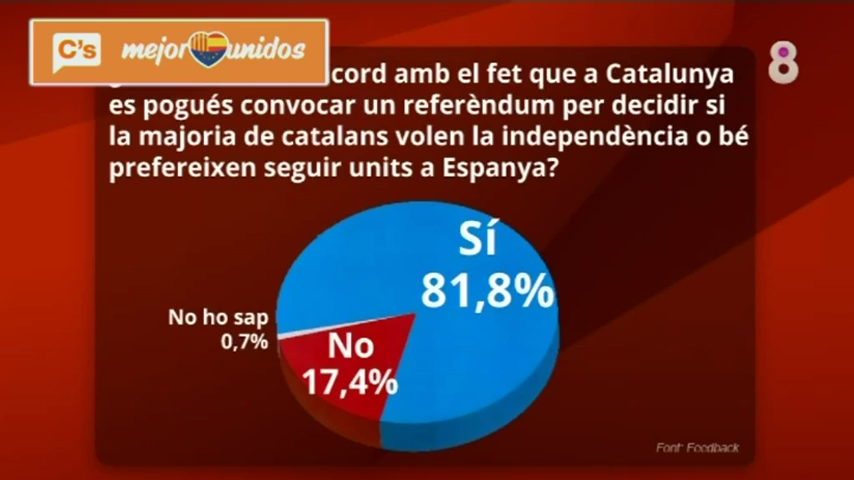 C's mejor unidos
8
cord amb el fet que a Catalunya
es pogués convocar un referèndum per decidir si
la majoria de catalans volen la independència o bé
prefereixen seguir units a Espanya?
Sí
81,8%
No ho sap
0,7%
No
17,4%
Font: Feedback